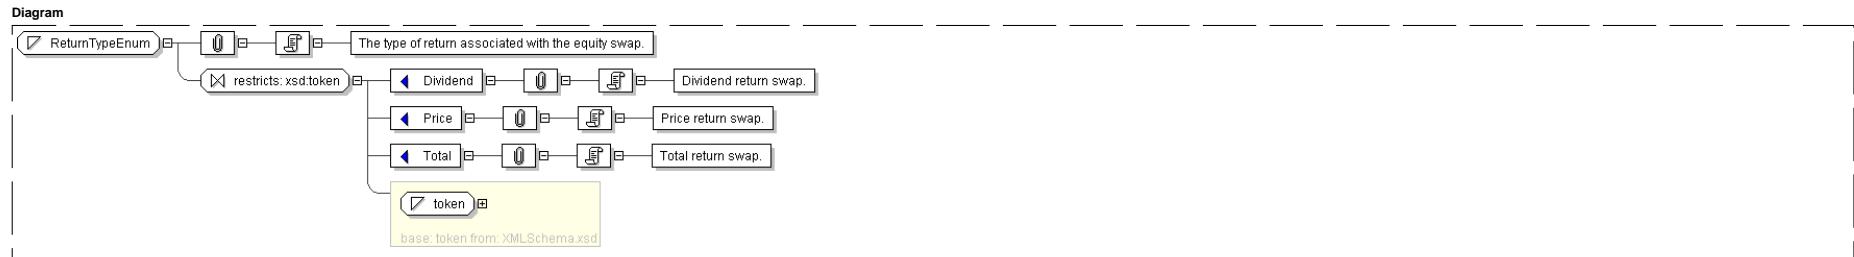 Diagram
ReturnTypeEnum The type of return associated with the equity swap.
restricts: xsd:token Dividend Dividend return swap.
Price Price return swap.
Total Total return swap.
token
base: token from: XMLSchema.xsd